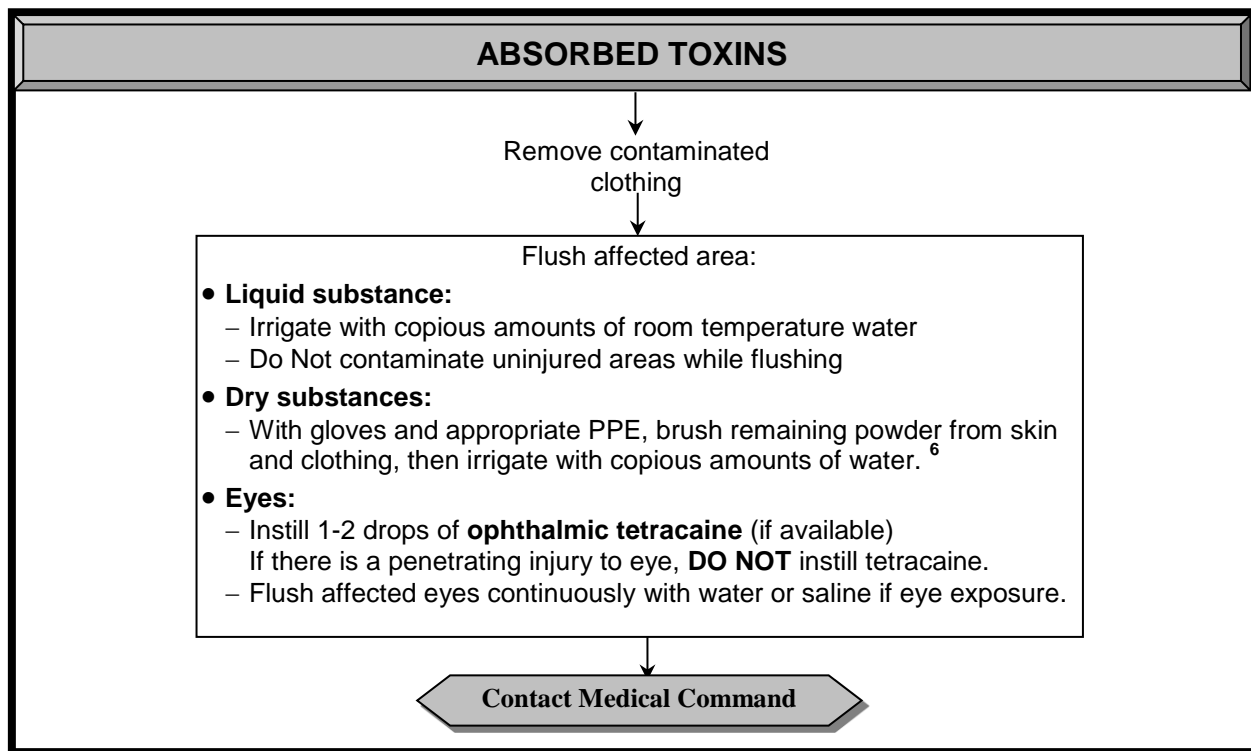 ABSORBED TOXINS
Remove contaminated
clothing
Flush affected area:
• Liquid substance:
– Irrigate with copious amounts of room temperature water
– Do Not contaminate uninjured areas while flushing
• Dry substances:
– With gloves and appropriate PPE, brush remaining powder from skin
and clothing, then irrigate with copious amounts of water. 6
• Eyes:
– Instill 1-2 drops of ophthalmic tetracaine (if available)
If there is a penetrating injury to eye, DO NOT instill tetracaine.
– Flush affected eyes continuously with water or saline if eye exposure.
Contact Medical Command